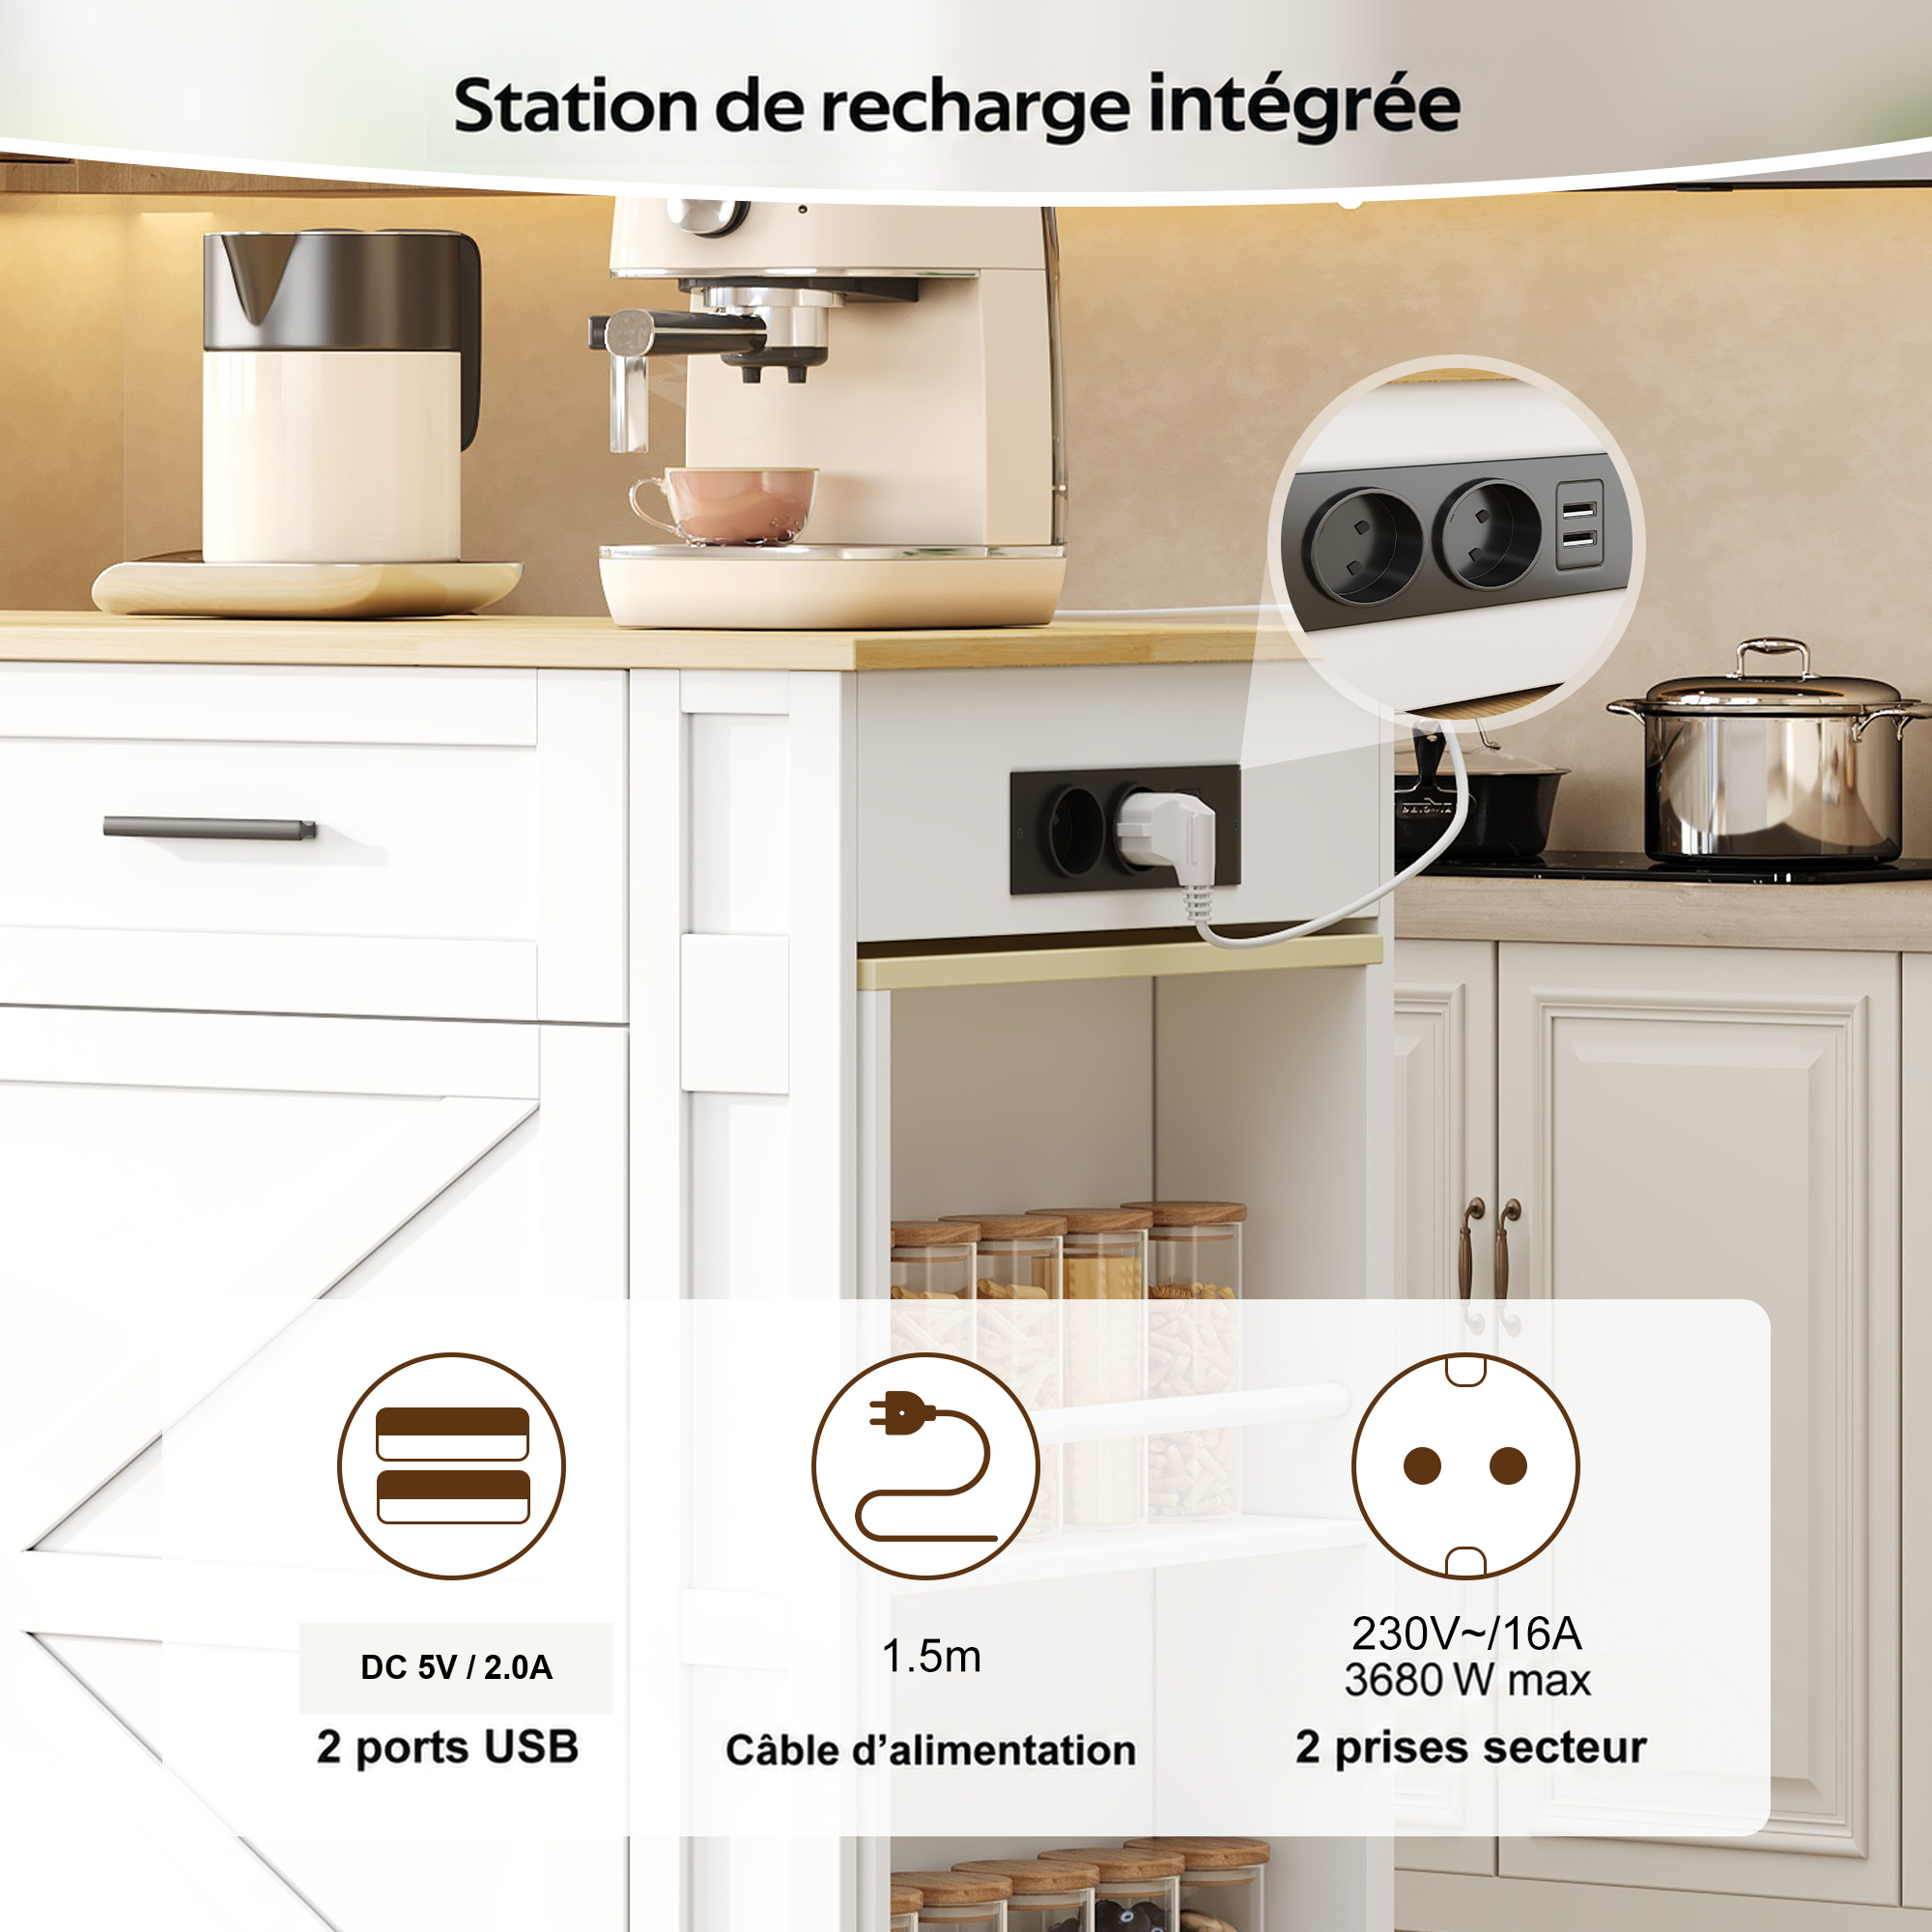 Station de recharge intégrée
DC 5V / 2.0A
2 ports USB
1.5m
Câble d’alimentation
230V~/16A
3680 W max
2 prises secteur